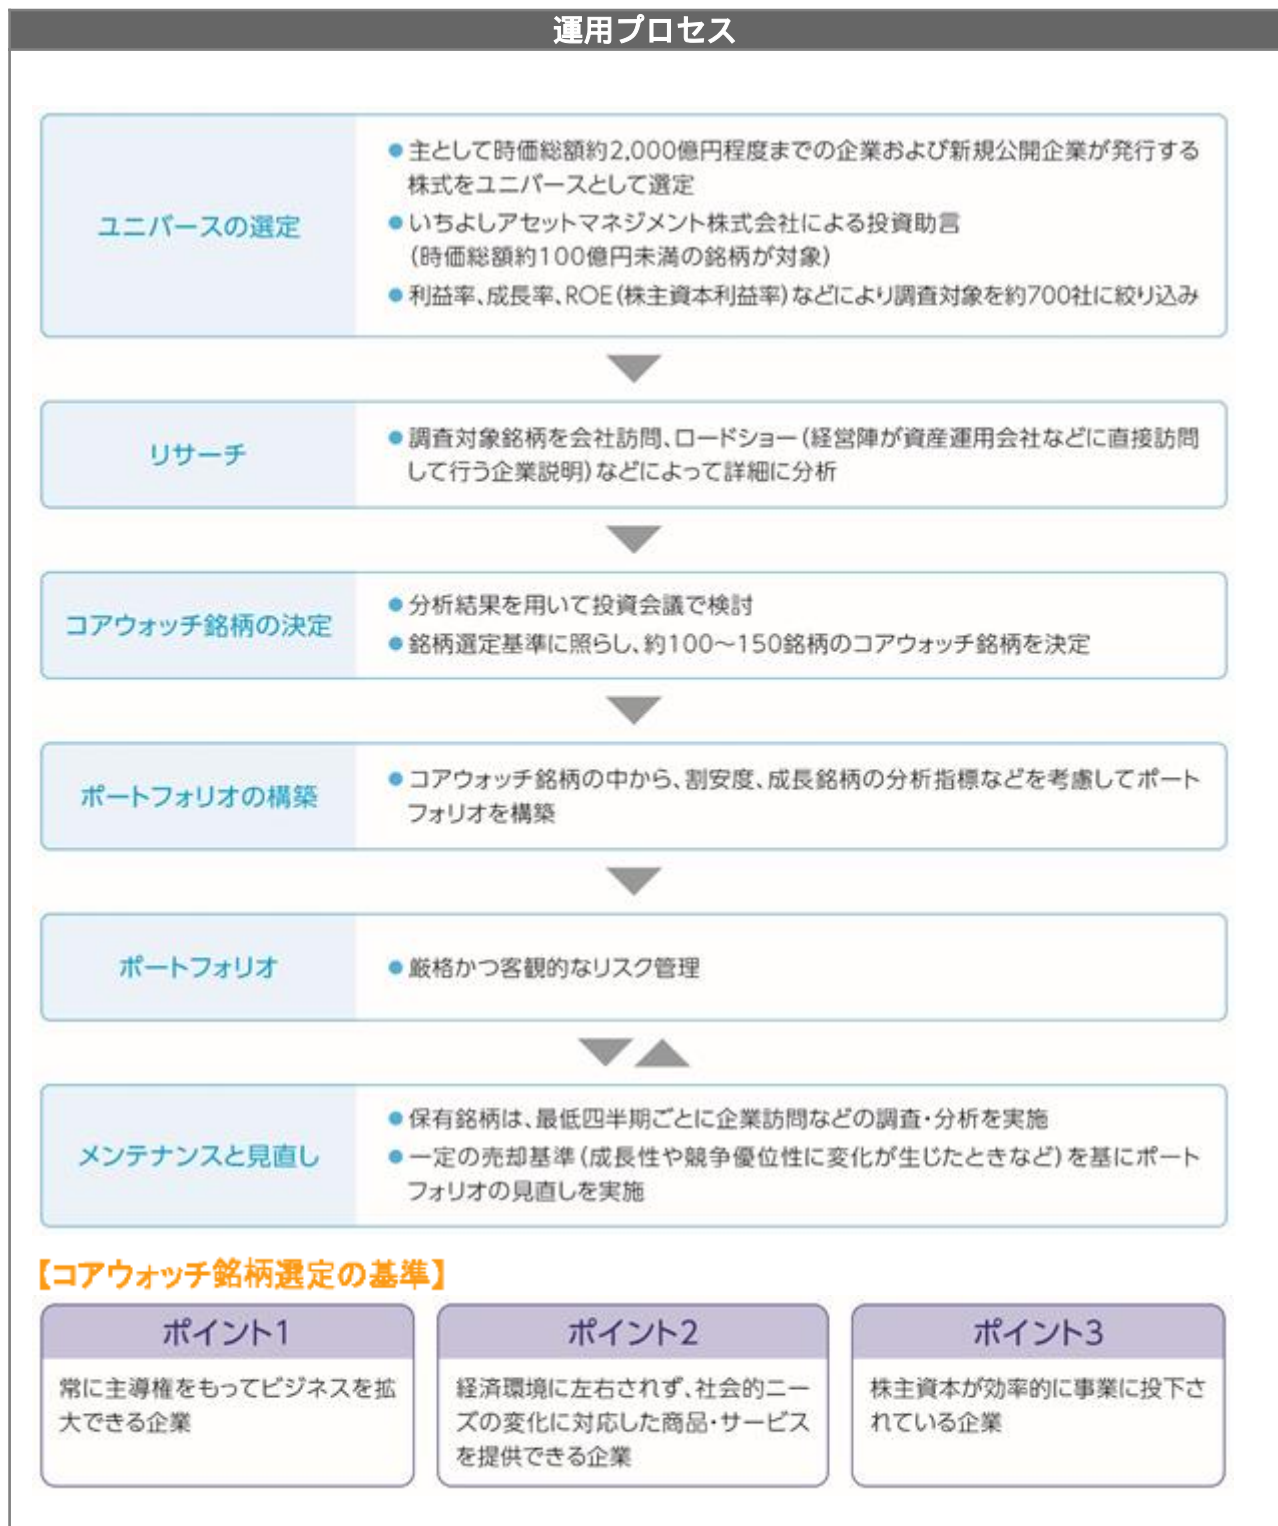 運用プロセス
ユニバースの選定
●主として時価総額約2,000億円程度までの企業および新規公開企業が発行する
株式をユニバースとして選定
●いちよしアセットマネジメント株式会社による投資助言
(時価総額約100億円未満の銘柄が対象)
●利益率、成長率、ROE(株主資本利益率)などにより調査対象を約700社に絞り込み
リサーチ
●調査対象銘柄を会社訪問、ロードショー(経営陣が資産運用会社などに直接訪問
して行う企業説明)などによって詳細に分析
コアウォッチ銘柄の決定
●分析結果を用いて投資会議で検討
●銘柄選定基準に照らし、約100～150銘柄のコアウォッチ銘柄を決定
ポートフォリオの構築
●コアウォッチ銘柄の中から、割安度、成長銘柄の分析指標などを考慮してポート
フォリオを構築
ポートフォリオ
●厳格かつ客観的なリスク管理
メンテナンスと見直し
●保有銘柄は、最低四半期ごとに企業訪問などの調査・分析を実施
●一定の売却基準(成長性や競争優位性に変化が生じたときなど)を基にポート
フォリオの見直しを実施
【コアウォッチ銘柄選定の基準】
ポイント1
常に主導権をもってビジネスを拡
大できる企業
ポイント2
経済環境に左右されず、社会的ニー
ズの変化に対応した商品・サービス
を提供できる企業
ポイント3
株主資本が効率的に事業に投下さ
れている企業